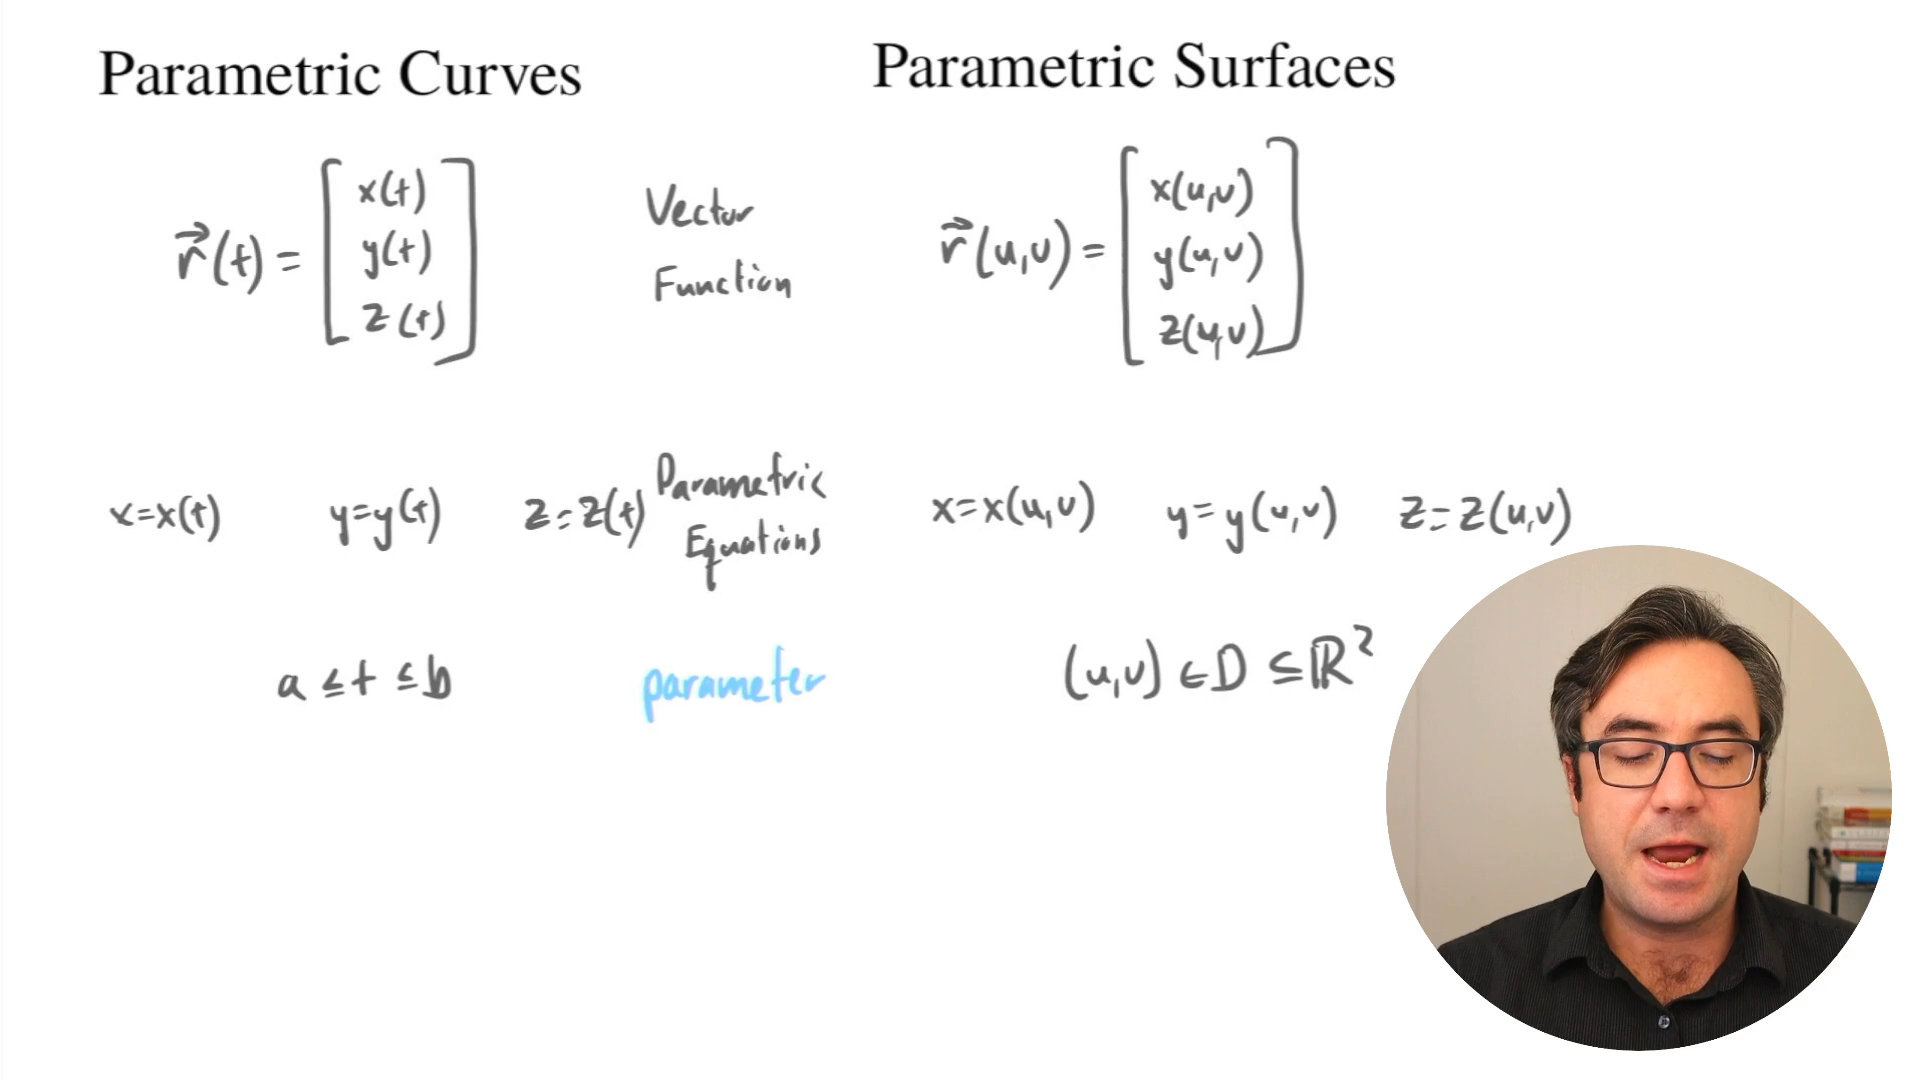 Parametric Curves
Parametric Surfaces
r⃗(t) = [x(t) y(t) z(t)]
Vector
Function
r⃗(u,v) = [x(u,v) y(u,v) z(u,v)]
x=x(t) y=y(t) z=z(t)
Parametric
Equations
x=x(u,v) y=y(u,v) z=z(u,v)
a ≤ t ≤ b
parameter
(u,v) ∈ D ⊆ ℝ²